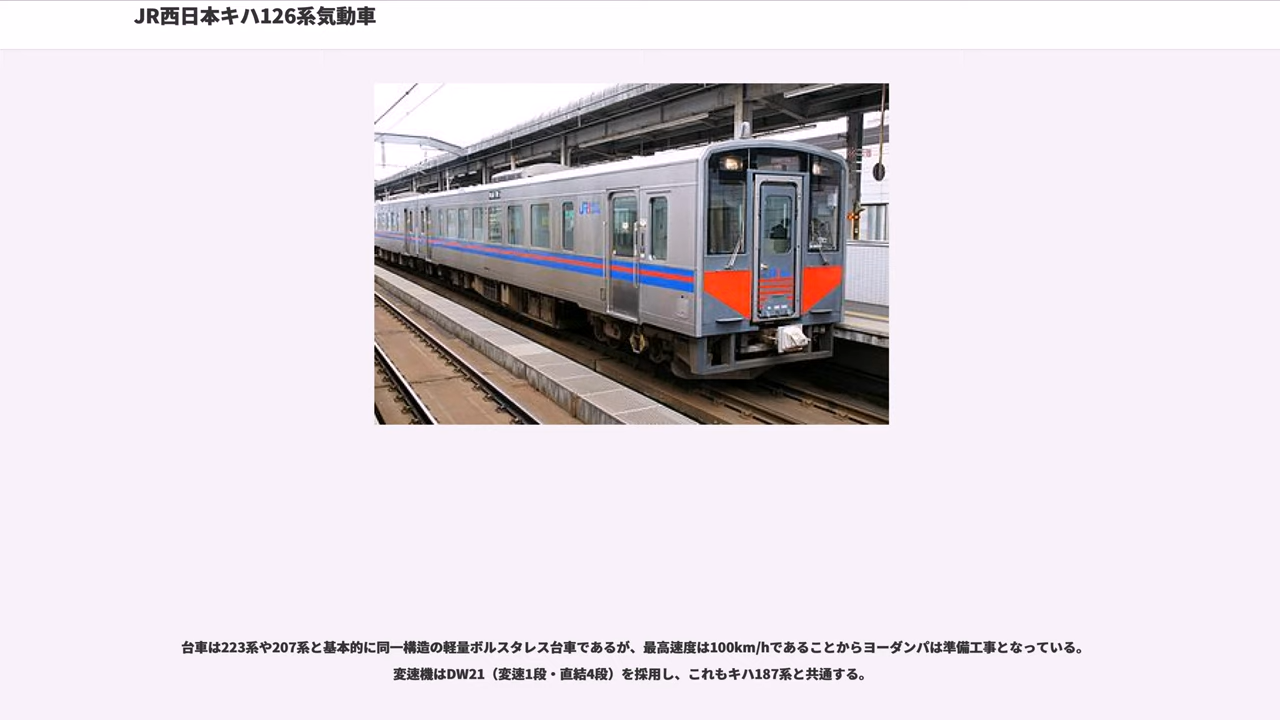 JR西日本キハ126系気動車
JR
台車は223系や207系と基本的に同一構造の軽量ボルスタレス台車であるが、最高速度は100km/hであることからヨーダンパは準備工事となっている。
変速機はDW21（変速1段・直結4段）を採用し、これもキハ187系と共通する。